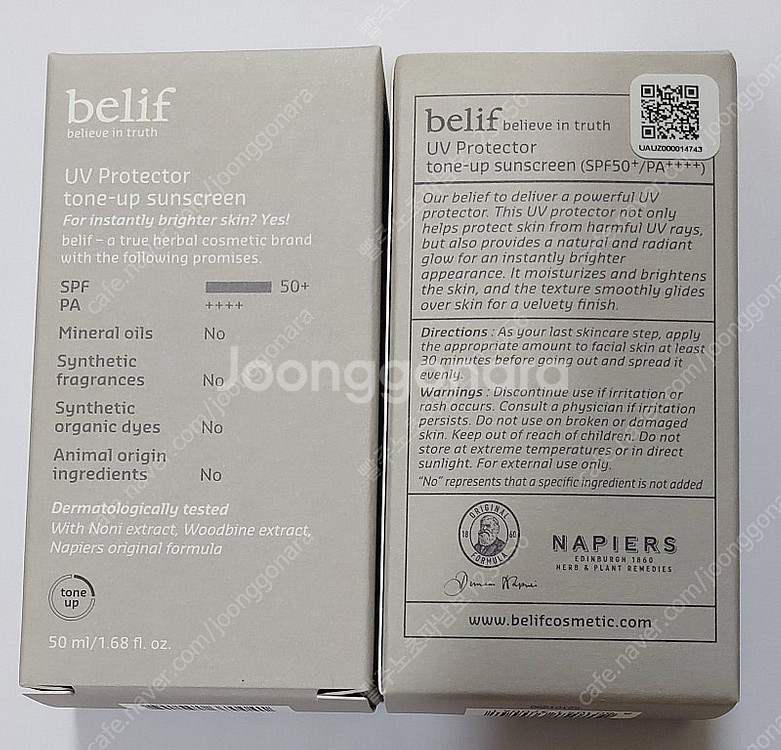 belif
believe in truth
UV Protector
tone-up sunscreen
For instantly brighter skin? Yes!
belif – a true herbal cosmetic brand
with the following promises.
SPF 50+
PA ++++
Mineral oils No
Synthetic
fragrances No
Synthetic
organic dyes No
Animal origin
ingredients No
Dermatologically tested
With Noni extract, Woodbine extract,
Napiers original formula
tone
up
50 ml/1.68 fl. oz.
belif believe in truth
UV Protector
tone-up sunscreen (SPF50+/PA++++)
UAUZ000014743
Our belief to deliver a powerful UV
protector. This UV protector not only
helps protect skin from harmful UV rays,
but also provides a natural and radiant
glow for an instantly brighter
appearance. It moisturizes and brightens
the skin, and the texture smoothly glides
over skin for a velvety finish.
Directions : As your last skincare step, apply
the appropriate amount to facial skin at least
30 minutes before going out and spread it
evenly.
Warnings : Discontinue use if irritation or
rash occurs. Consult a physician if irritation
persists. Do not use on broken or damaged
skin. Keep out of reach of children. Do not
store at extreme temperatures or in direct
sunlight. For external use only.
"No" represents that a specific ingredient is not added
ORIGINAL
18 60
FORMULA
NAPIERS
EDINBURGH 1860
HERB & PLANT REMEDIES
www.belifcosmetic.com
Joonggonara
cafe.naver.com/joonggonara